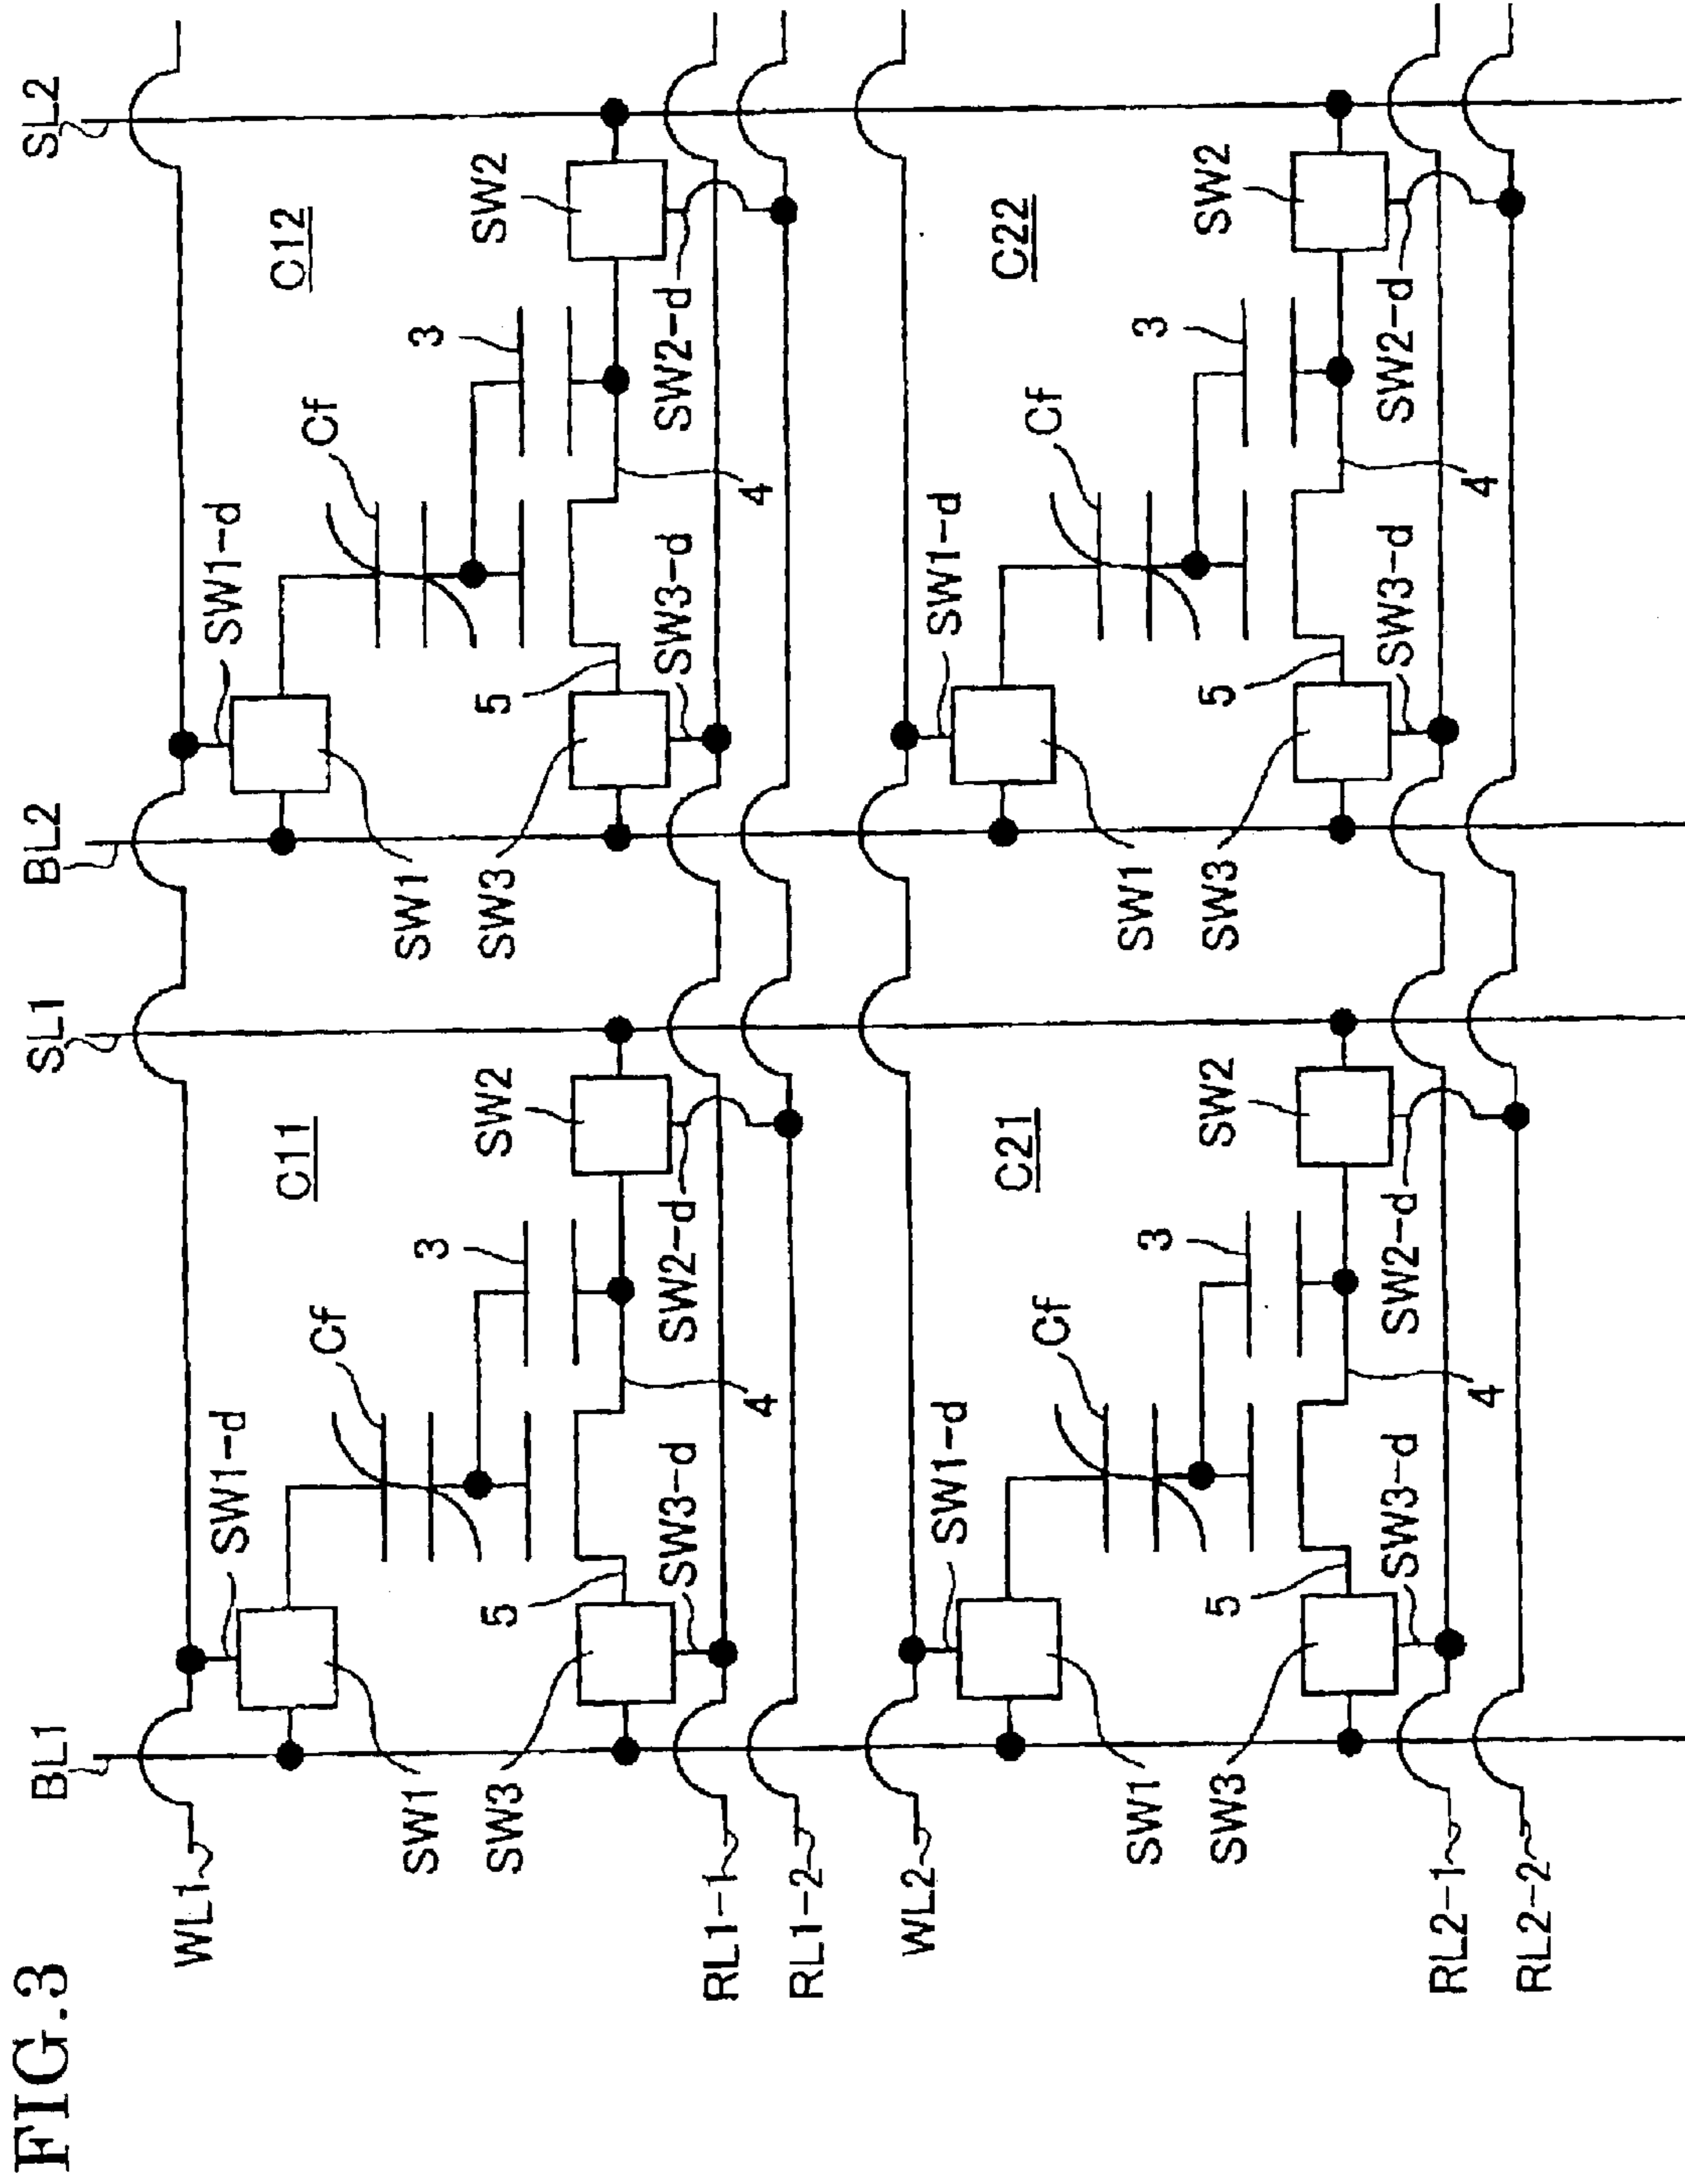 FIG.3
BL1
SL1
BL2
SL2
WL1
SW1-d
SW1-d
C11
C12
Cf
Cf
SW1
3
SW1
3
SW3
5
SW2
SW3
5
SW2
SW3-d
SW2-d
SW3-d
SW2-d
RL1-1
4
4
RL1-2
WL2
SW1-d
SW1-d
C21
C22
Cf
Cf
SW1
3
SW1
3
SW3
5
SW2
SW3
5
SW2
SW3-d
SW2-d
SW3-d
SW2-d
RL2-1
4
4
RL2-2